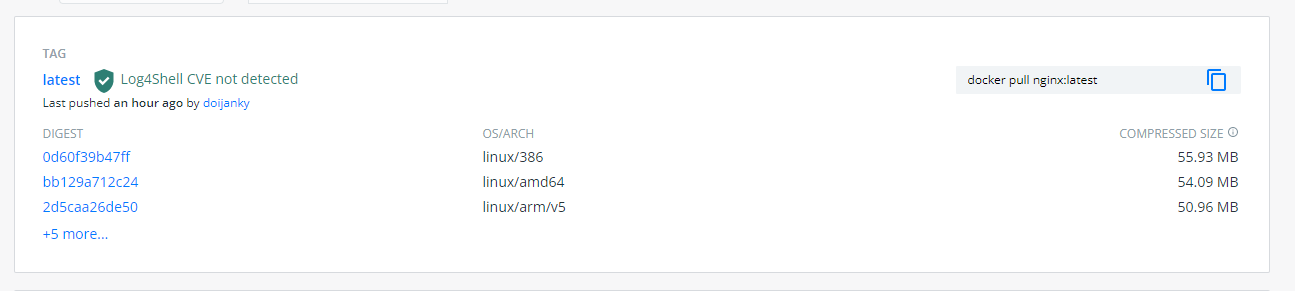 TAG
latest Log4Shell CVE not detected
docker pull nginx:latest
Last pushed an hour ago by doijanky
DIGEST OS/ARCH COMPRESSED SIZE
0d60f39b47ff linux/386 55.93 MB
bb129a712c24 linux/amd64 54.09 MB
2d5caa26de50 linux/arm/v5 50.96 MB
+5 more...